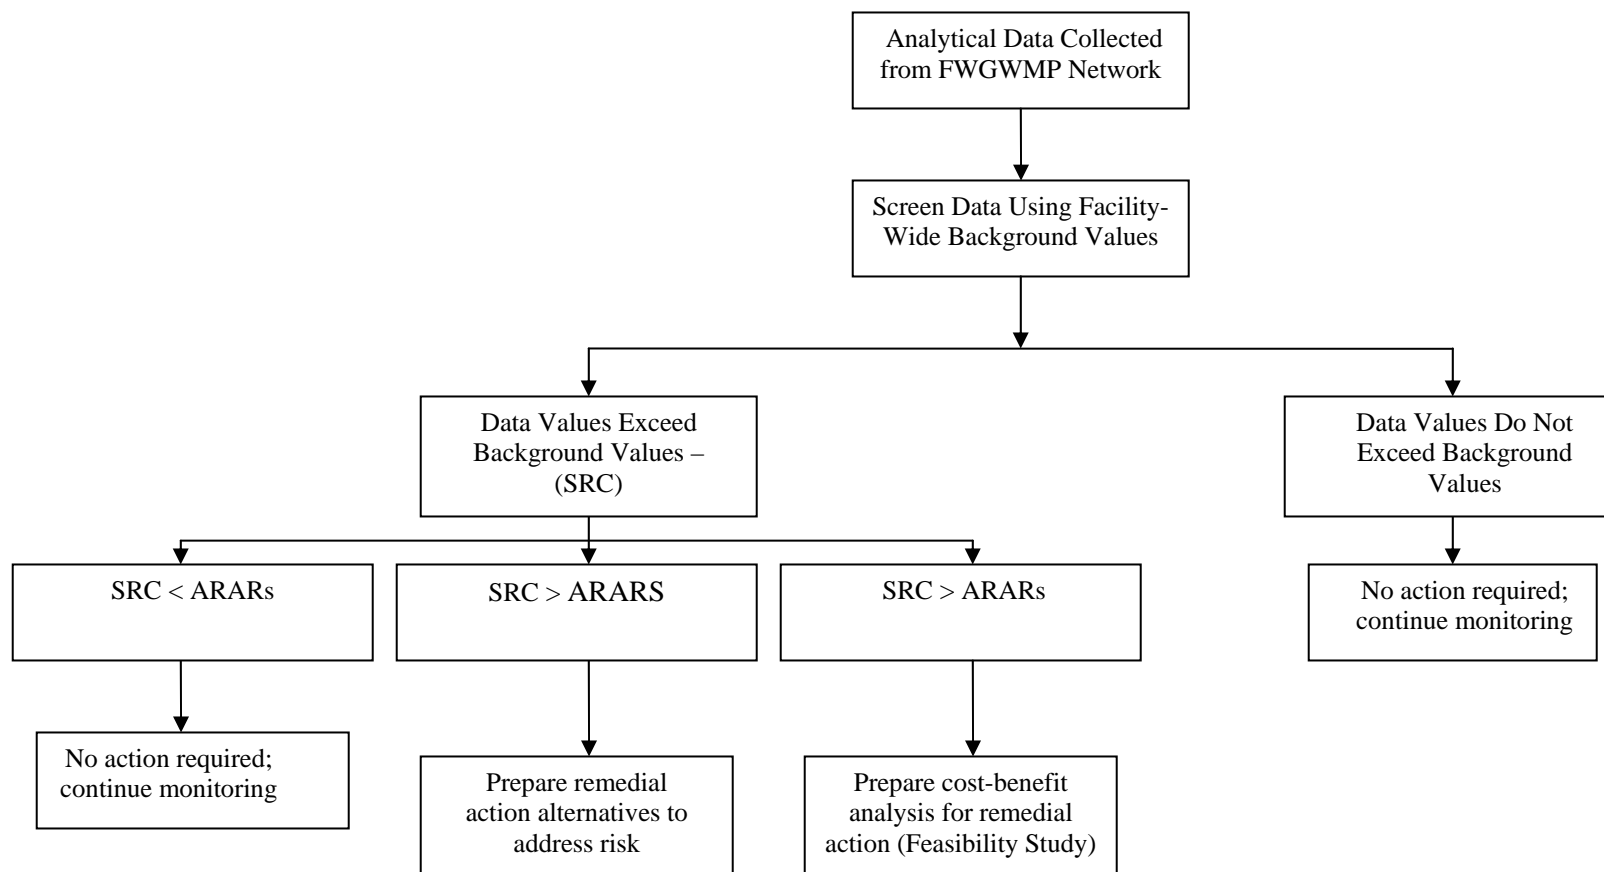 Analytical Data Collected
from FWGWMP Network
Screen Data Using Facility-
Wide Background Values
Data Values Exceed
Background Values –
(SRC)
Data Values Do Not
Exceed Background
Values
SRC < ARARs
SRC > ARARS
SRC > ARARs
No action required;
continue monitoring
No action required;
continue monitoring
Prepare remedial
action alternatives to
address risk
Prepare cost-benefit
analysis for remedial
action (Feasibility Study)